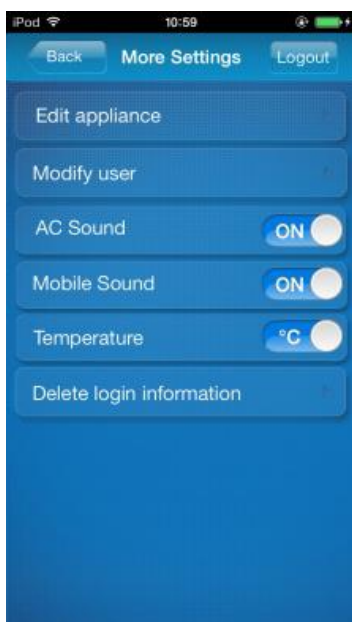 iPod 10:59
Back More Settings Logout
Edit appliance
Modify user
AC Sound ON
Mobile Sound ON
Temperature °C
Delete login information